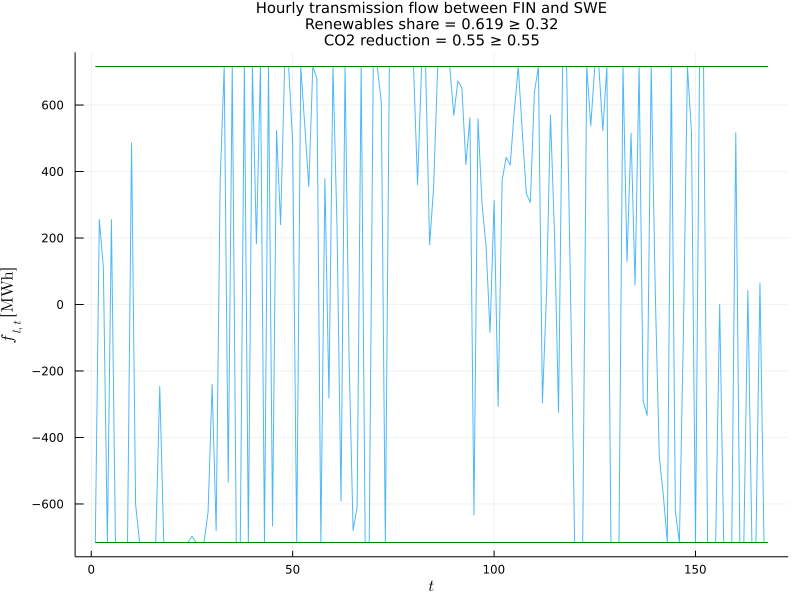 Hourly transmission flow between FIN and SWE
Renewables share = 0.619 ≥ 0.32
CO2 reduction = 0.55 ≥ 0.55
600
400
200
0
−200
−400
−600
f l,t [MWh]
0
50
100
150
t